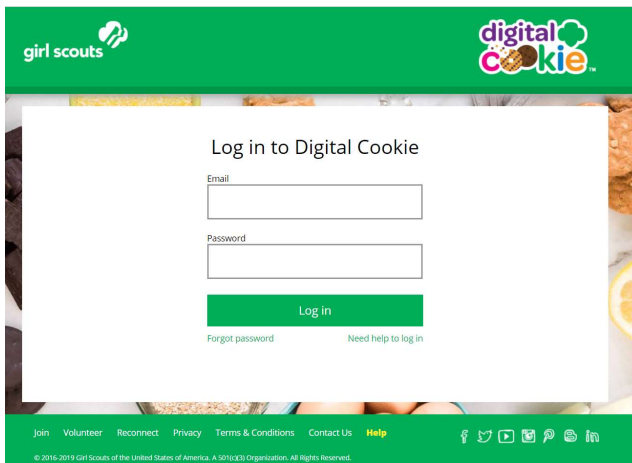 girl scouts
digital
cookie™
Log in to Digital Cookie
Email
Password
Log in
Forgot password Need help to log in
Join Volunteer Reconnect Privacy Terms & Conditions Contact Us Help
© 2016-2019 Girl Scouts of the United States of America. A 501(c)(3) Organization. All Rights Reserved.